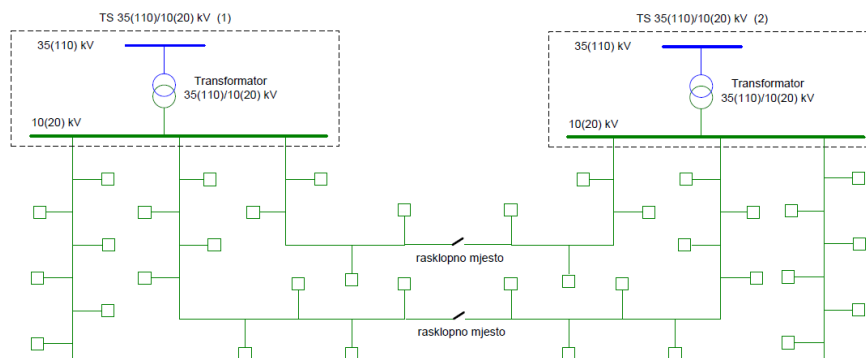 TS 35(110)/10(20) kV (1)
TS 35(110)/10(20) kV (2)
35(110) kV
35(110) kV
Transformator
35(110)/10(20) kV
Transformator
35(110)/10(20) kV
10(20) kV
10(20) kV
rasklopno mjesto
rasklopno mjesto